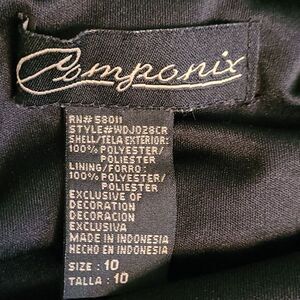 Componix
RN# 58011
STYLE#WDJ028CR
SHELL/TELA EXTERIOR:
100% POLYESTER/
POLIESTER
LINING/FORRO:
100% POLYESTER/
POLIESTER
EXCLUSIVE OF
DECORATION
DECORACION
EXCLUSIVA
MADE IN INDONESIA
HECHO EN INDONESIA
SIZE : 10
TALLA : 10